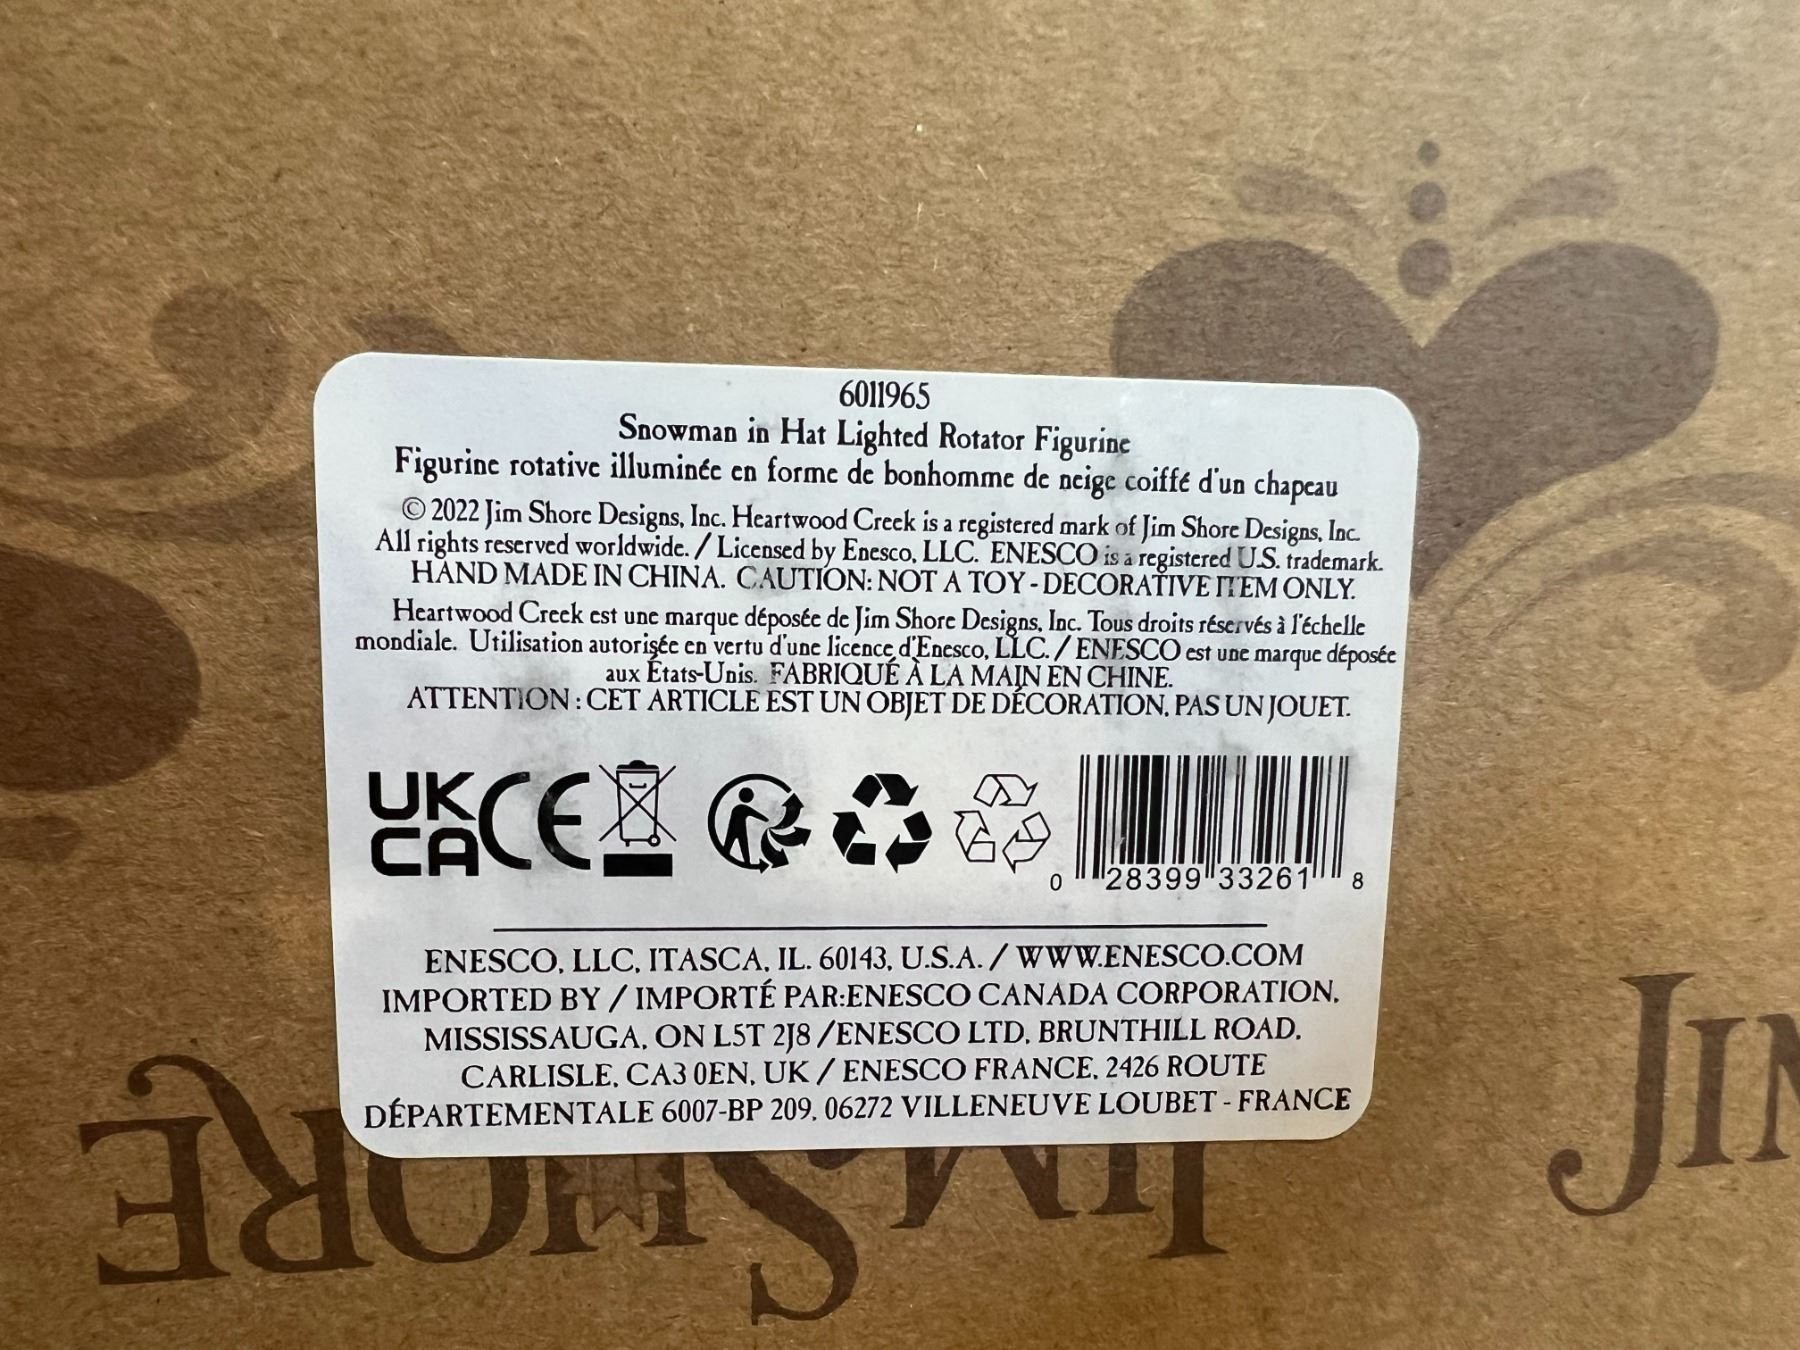 6011965
Snowman in Hat Lighted Rotator Figurine
Figurine rotative illuminée en forme de bonhomme de neige coiffé d'un chapeau
© 2022 Jim Shore Designs, Inc. Heartwood Creek is a registered mark of Jim Shore Designs, Inc.
All rights reserved worldwide. / Licensed by Enesco, LLC. ENESCO is a registered U.S. trademark.
HAND MADE IN CHINA. CAUTION: NOT A TOY - DECORATIVE ITEM ONLY.
Heartwood Creek est une marque déposée de Jim Shore Designs, Inc. Tous droits réservés à l'échelle
mondiale. Utilisation autorisée en vertu d'une licence d'Enesco, LLC. / ENESCO est une marque déposée
aux États-Unis. FABRIQUÉ À LA MAIN EN CHINE.
ATTENTION : CET ARTICLE EST UN OBJET DE DÉCORATION, PAS UN JOUET.
UK
CA CE
0 28399 33261 8
ENESCO, LLC, ITASCA, IL. 60143, U.S.A. / WWW.ENESCO.COM
IMPORTED BY / IMPORTÉ PAR:ENESCO CANADA CORPORATION,
MISSISSAUGA, ON L5T 2J8 /ENESCO LTD, BRUNTHILL ROAD,
CARLISLE, CA3 0EN, UK / ENESCO FRANCE, 2426 ROUTE
DÉPARTEMENTALE 6007-BP 209, 06272 VILLENEUVE LOUBET - FRANCE
JIM SHORE
JIM